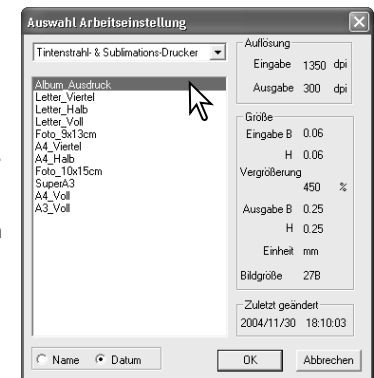 Auswahl Arbeitseinstellung
Tintenstrahl- & Sublimations-Drucker
Album_Ausdruck
Letter_Viertel
Letter_Halb
Letter_Voll
Foto_9x13cm
A4_Viertel
A4_Halb
Foto_10x15cm
SuperA3
A4_Voll
A3_Voll
Name Datum
Auflösung
Eingabe 1350 dpi
Ausgabe 300 dpi
Größe
Eingabe B 0.06
H 0.06
Vergrößerung
450 %
Ausgabe B 0.25
H 0.25
Einheit mm
Bildgröße 27B
Zuletzt geändert
2004/11/30 18:10:03
OK Abbrechen